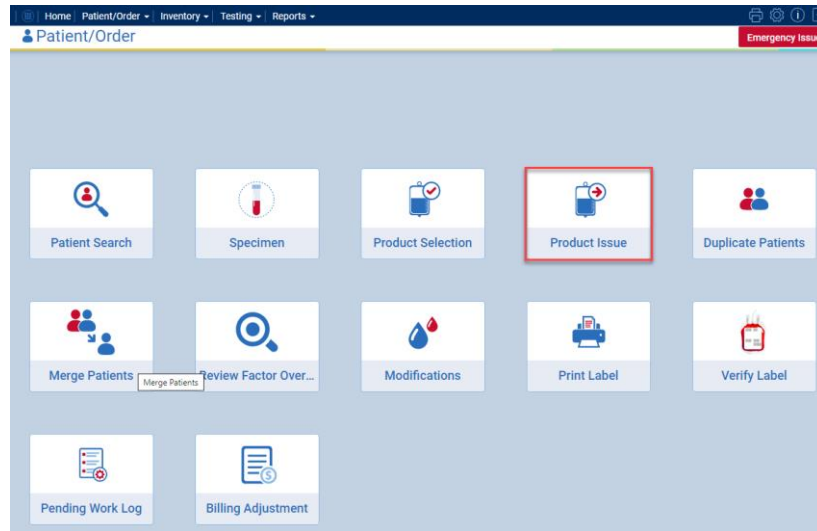 Home Patient/Order Inventory Testing Reports
Patient/Order
Emergency Issue
Patient Search
Specimen
Product Selection
Product Issue
Duplicate Patients
Merge Patients
Merge Patients
Review Factor Over...
Modifications
Print Label
Verify Label
Pending Work Log
Billing Adjustment